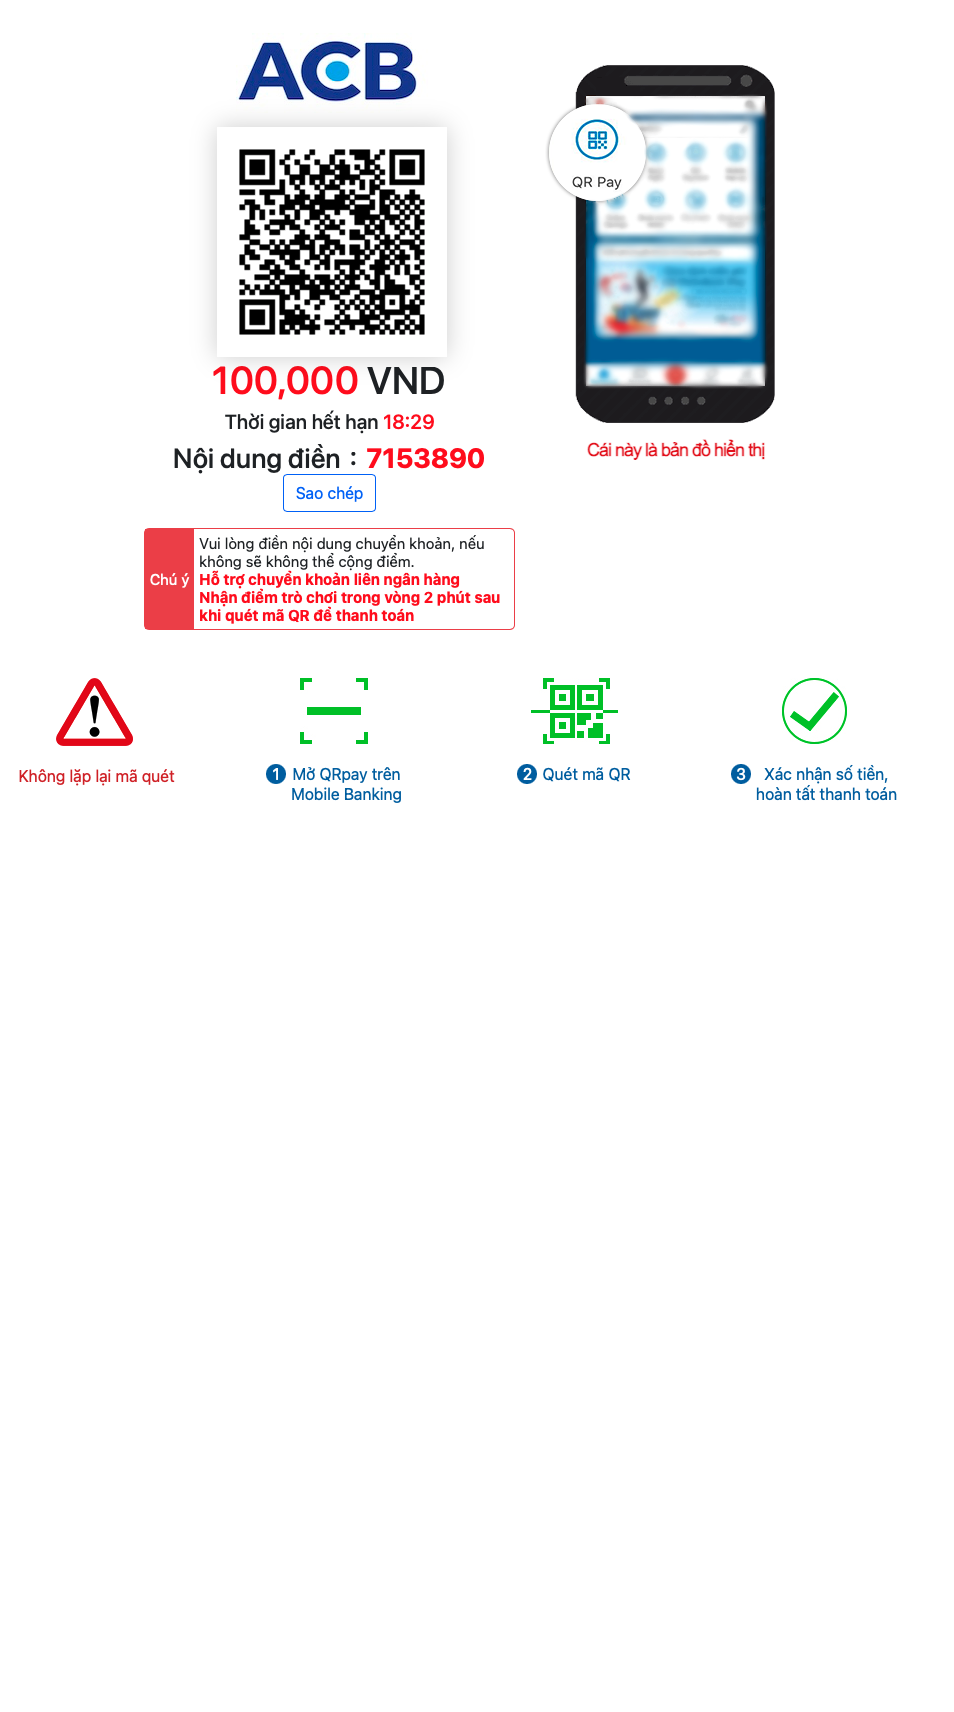 ACB
QR Pay
100,000 VND
Thời gian hết hạn 18:29
Nội dung điền : 7153890
Sao chép
Cái này là bản đồ hiển thị
Chú ý
Vui lòng điền nội dung chuyển khoản, nếu
không sẽ không thể cộng điểm.
Hỗ trợ chuyển khoản liên ngân hàng
Nhận điểm trò chơi trong vòng 2 phút sau
khi quét mã QR để thanh toán
Không lặp lại mã quét
1 Mở QRpay trên
Mobile Banking
2 Quét mã QR
3 Xác nhận số tiền,
hoàn tất thanh toán